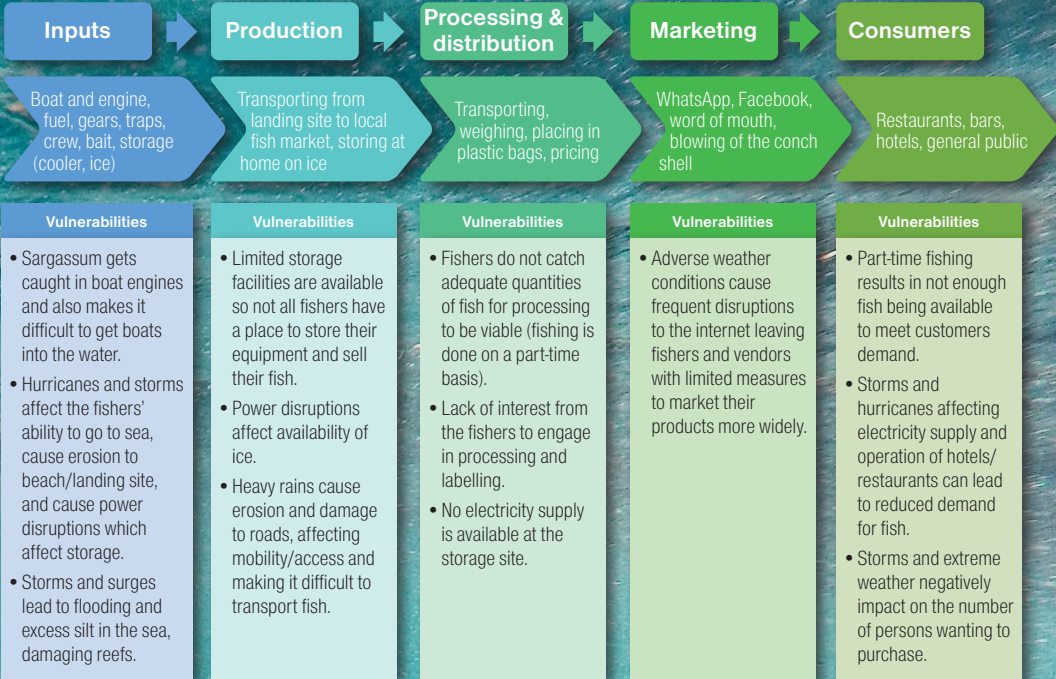 Inputs
Production
Processing &
distribution
Marketing
Consumers
Boat and engine,
fuel, gears, traps,
crew, bait, storage
(cooler, ice)
Transporting from
landing site to local
fish market, storing at
home on ice
Transporting,
weighing, placing in
plastic bags, pricing
WhatsApp, Facebook,
word of mouth,
blowing of the conch
shell
Restaurants, bars,
hotels, general public
Vulnerabilities
• Sargassum gets
caught in boat engines
and also makes it
difficult to get boats
into the water.
• Hurricanes and storms
affect the fishers'
ability to go to sea,
cause erosion to
beach/landing site,
and cause power
disruptions which
affect storage.
• Storms and surges
lead to flooding and
excess silt in the sea,
damaging reefs.
Vulnerabilities
• Limited storage
facilities are available
so not all fishers have
a place to store their
equipment and sell
their fish.
• Power disruptions
affect availability of
ice.
• Heavy rains cause
erosion and damage
to roads, affecting
mobility/access and
making it difficult to
transport fish.
Vulnerabilities
• Fishers do not catch
adequate quantities
of fish for processing
to be viable (fishing is
done on a part-time
basis).
• Lack of interest from
the fishers to engage
in processing and
labelling.
• No electricity supply
is available at the
storage site.
Vulnerabilities
• Adverse weather
conditions cause
frequent disruptions
to the internet leaving
fishers and vendors
with limited measures
to market their
products more widely.
Vulnerabilities
• Part-time fishing
results in not enough
fish being available
to meet customers
demand.
• Storms and
hurricanes affecting
electricity supply and
operation of hotels/
restaurants can lead
to reduced demand
for fish.
• Storms and extreme
weather negatively
impact on the number
of persons wanting to
purchase.